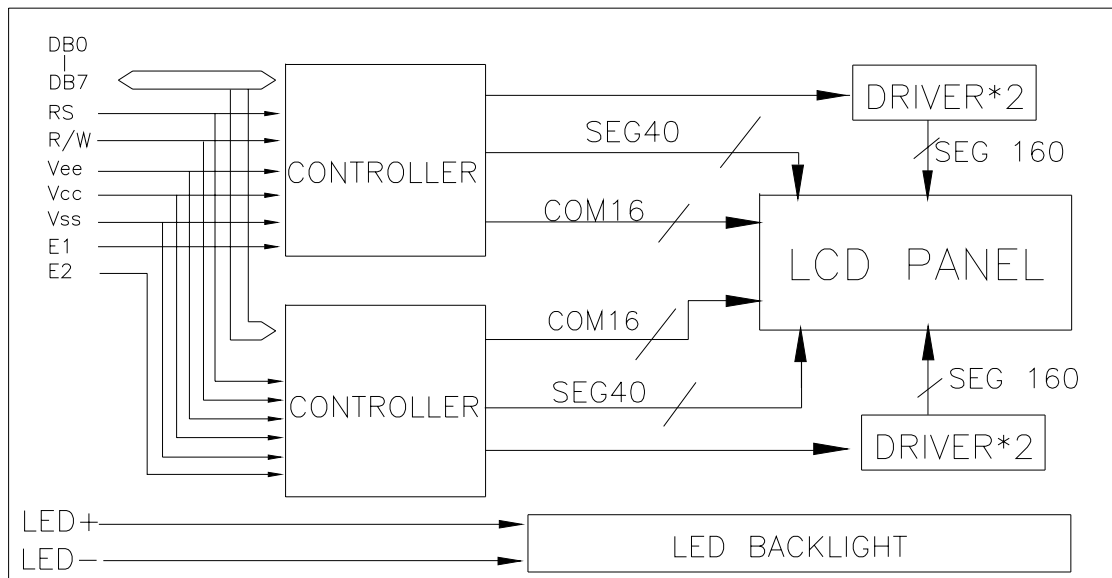 DB0
DB7
RS
R/W
Vee
Vcc
Vss
E1
E2
CONTROLLER
SEG40
COM16
DRIVER*2
SEG 160
LCD PANEL
CONTROLLER
COM16
SEG40
SEG 160
DRIVER*2
LED+
LED-
LED BACKLIGHT